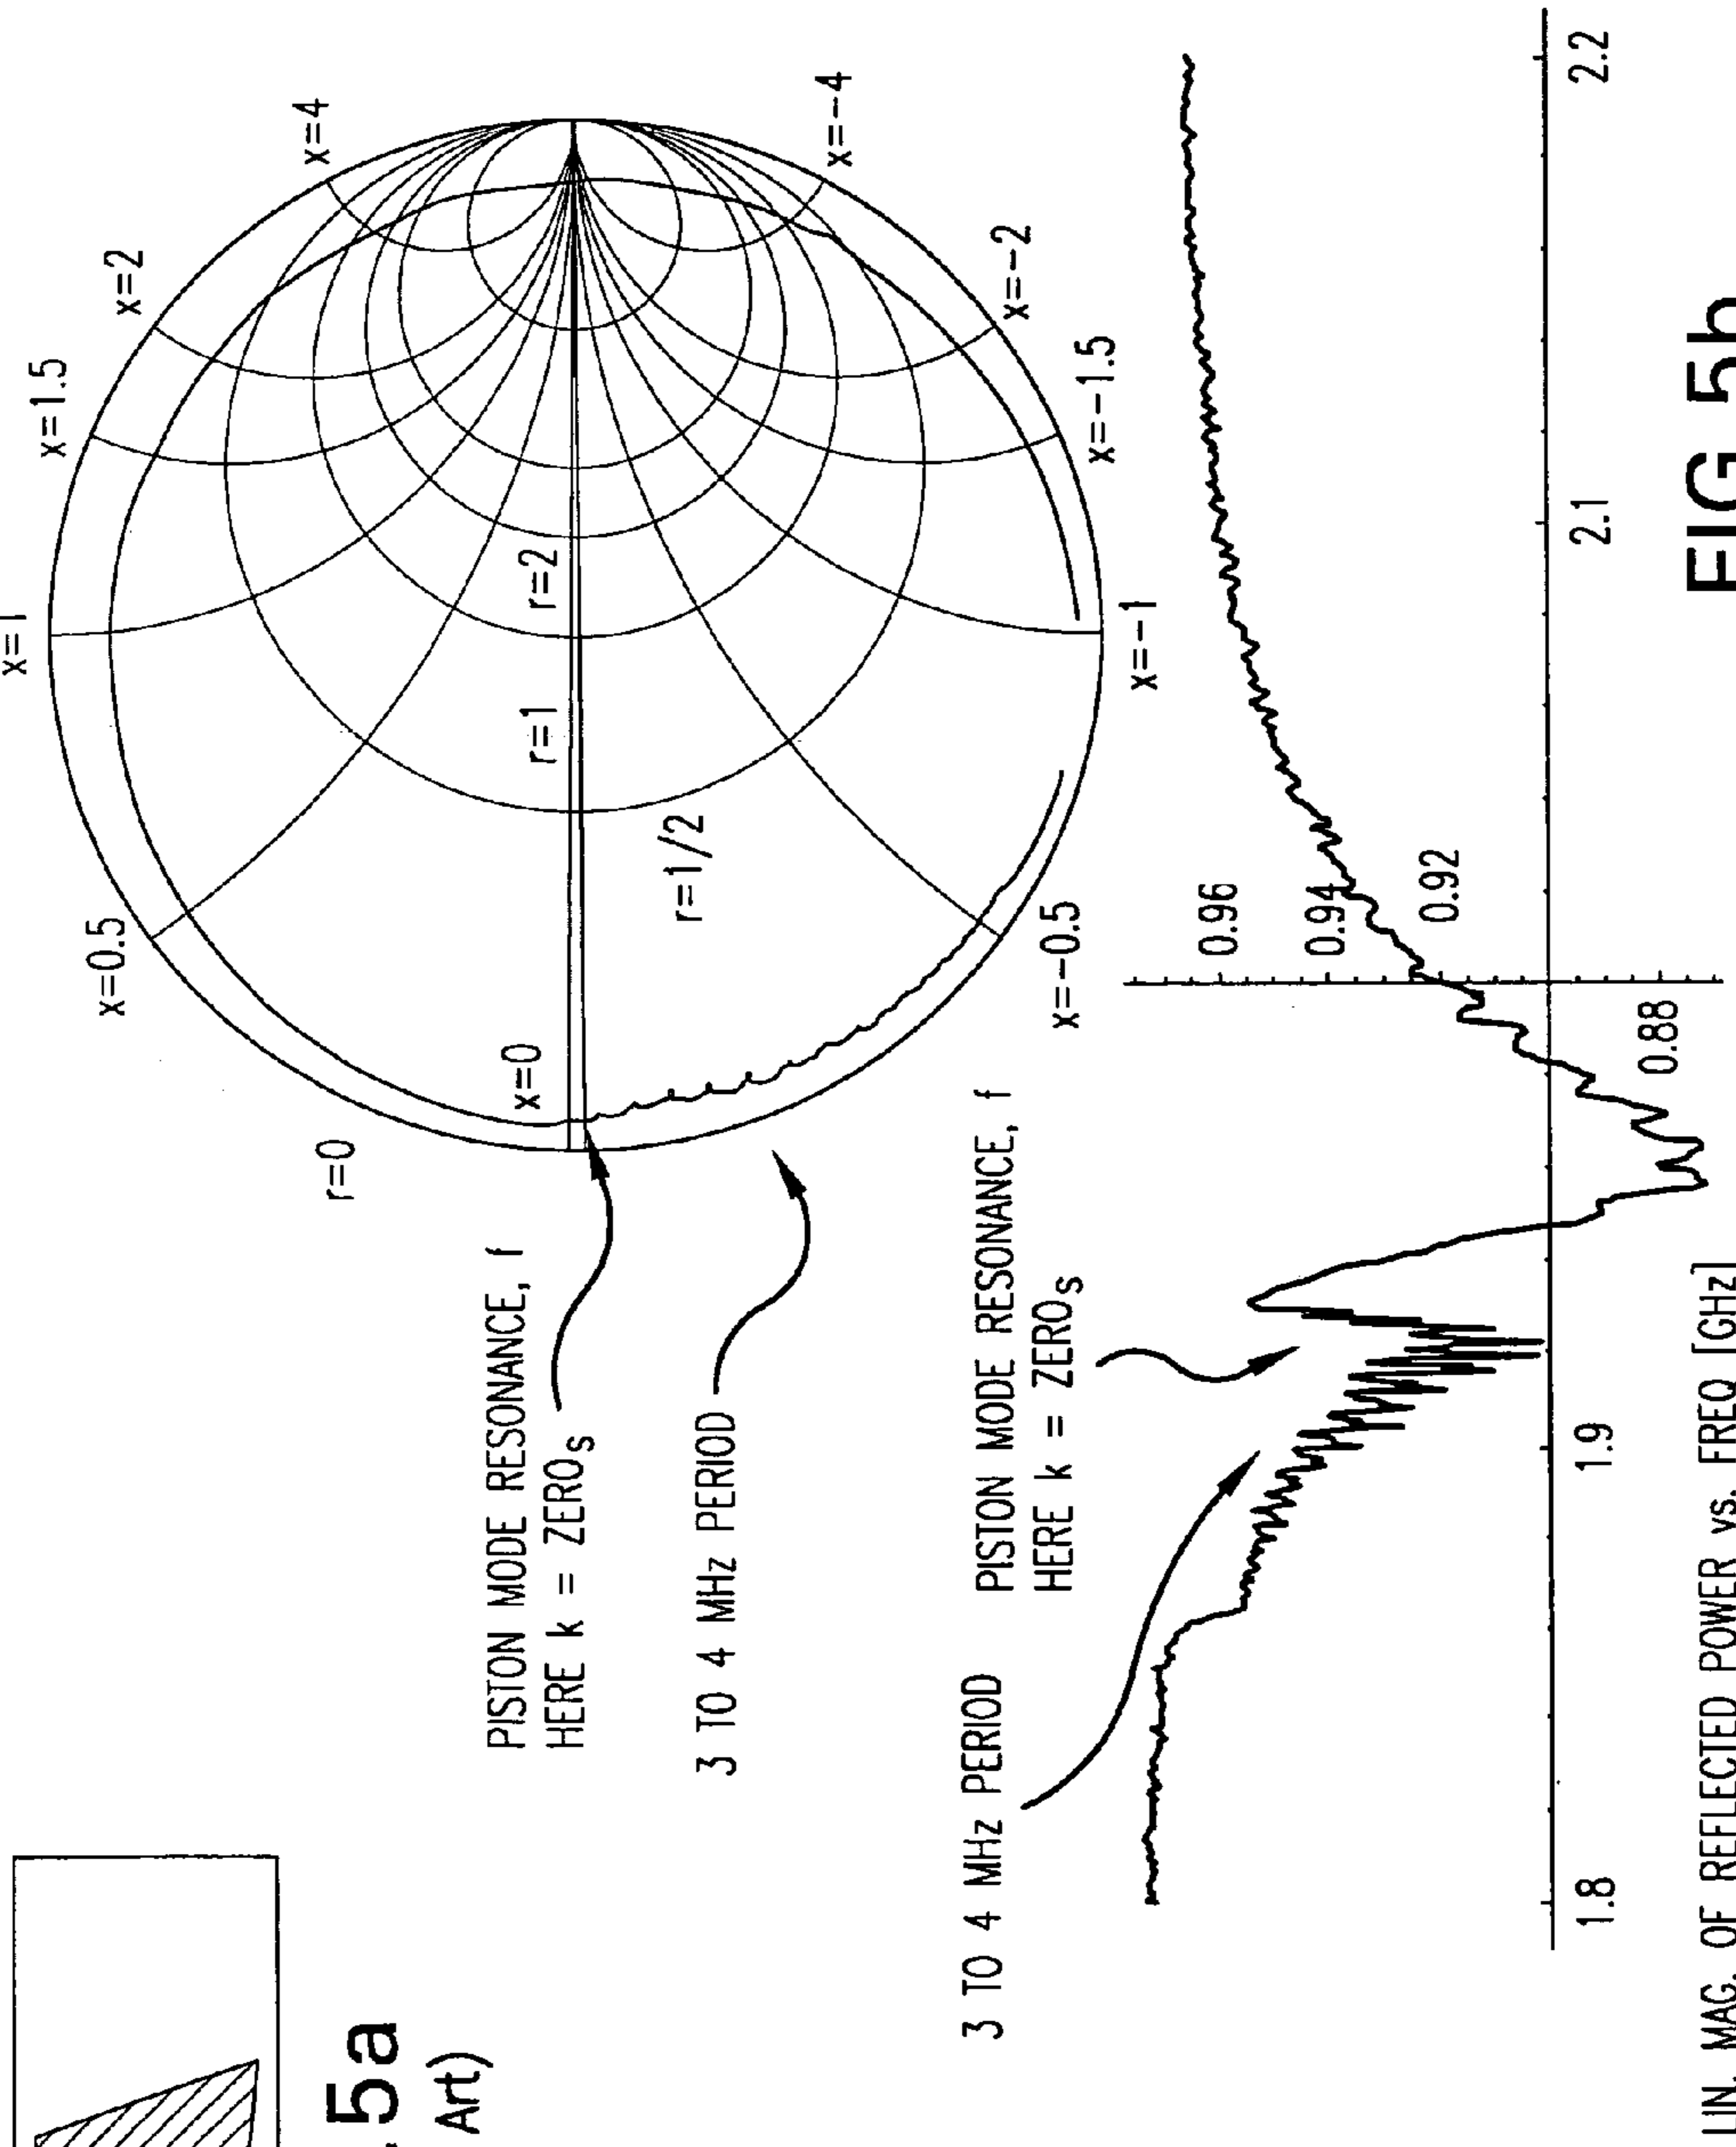 5a
Art)
x=1
x=1.5
x=2
x=4
x=0.5
r=0
x=0
r=1
r=2
r=1/2
x=-4
x=-2
x=-1.5
x=-1
x=-0.5
PISTON MODE RESONANCE, f
HERE k = ZEROs
3 TO 4 MHz PERIOD
3 TO 4 MHz PERIOD
PISTON MODE RESONANCE, f
HERE k = ZEROs
0.96
0.94
0.92
0.88
1.8
1.9
2.1
2.2
LIN. MAG. OF REFLECTED POWER vs. FREQ [GHz]
FIG 5b